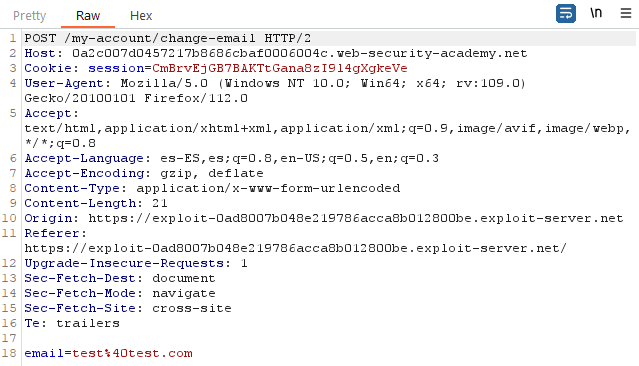 Pretty Raw Hex \n
1 POST /my-account/change-email HTTP/2
2 Host: 0a2c007d0457217b8686cbaf0006004c.web-security-academy.net
3 Cookie: session=CmBrvEjGB7BAKTtGana8zI9l4gXgkeVe
4 User-Agent: Mozilla/5.0 (Windows NT 10.0; Win64; x64; rv:109.0)
Gecko/20100101 Firefox/112.0
5 Accept:
text/html,application/xhtml+xml,application/xml;q=0.9,image/avif,image/webp,
*/*;q=0.8
6 Accept-Language: es-ES,es;q=0.8,en-US;q=0.5,en;q=0.3
7 Accept-Encoding: gzip, deflate
8 Content-Type: application/x-www-form-urlencoded
9 Content-Length: 21
10 Origin: https://exploit-0ad8007b048e219786acca8b012800be.exploit-server.net
11 Referer:
https://exploit-0ad8007b048e219786acca8b012800be.exploit-server.net/
12 Upgrade-Insecure-Requests: 1
13 Sec-Fetch-Dest: document
14 Sec-Fetch-Mode: navigate
15 Sec-Fetch-Site: cross-site
16 Te: trailers
17
18 email=test%40test.com